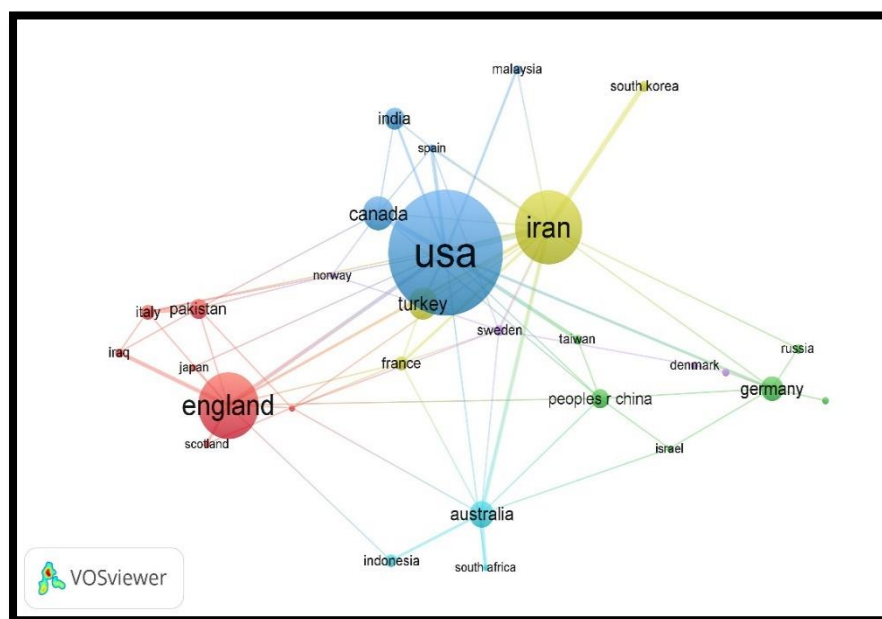 malaysia
south korea
india
spain
canada
iran
usa
norway
turkey
italy
pakistan
sweden
taiwan
iraq
japan
france
russia
denmark
england
peoples r china
germany
scotland
israel
australia
indonesia
south africa
VOSviewer